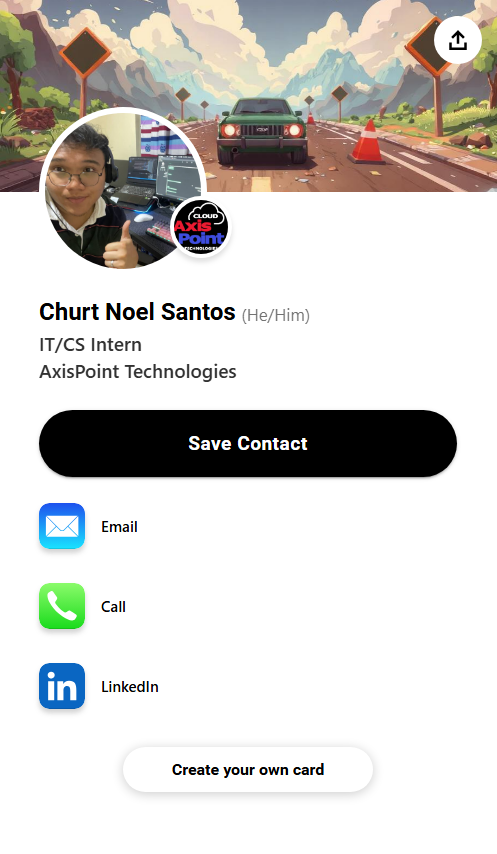 CLOUD
Axis
Point
TECHNOLOGIES
Churt Noel Santos (He/Him)
IT/CS Intern
AxisPoint Technologies
Save Contact
Email
Call
in
LinkedIn
Create your own card